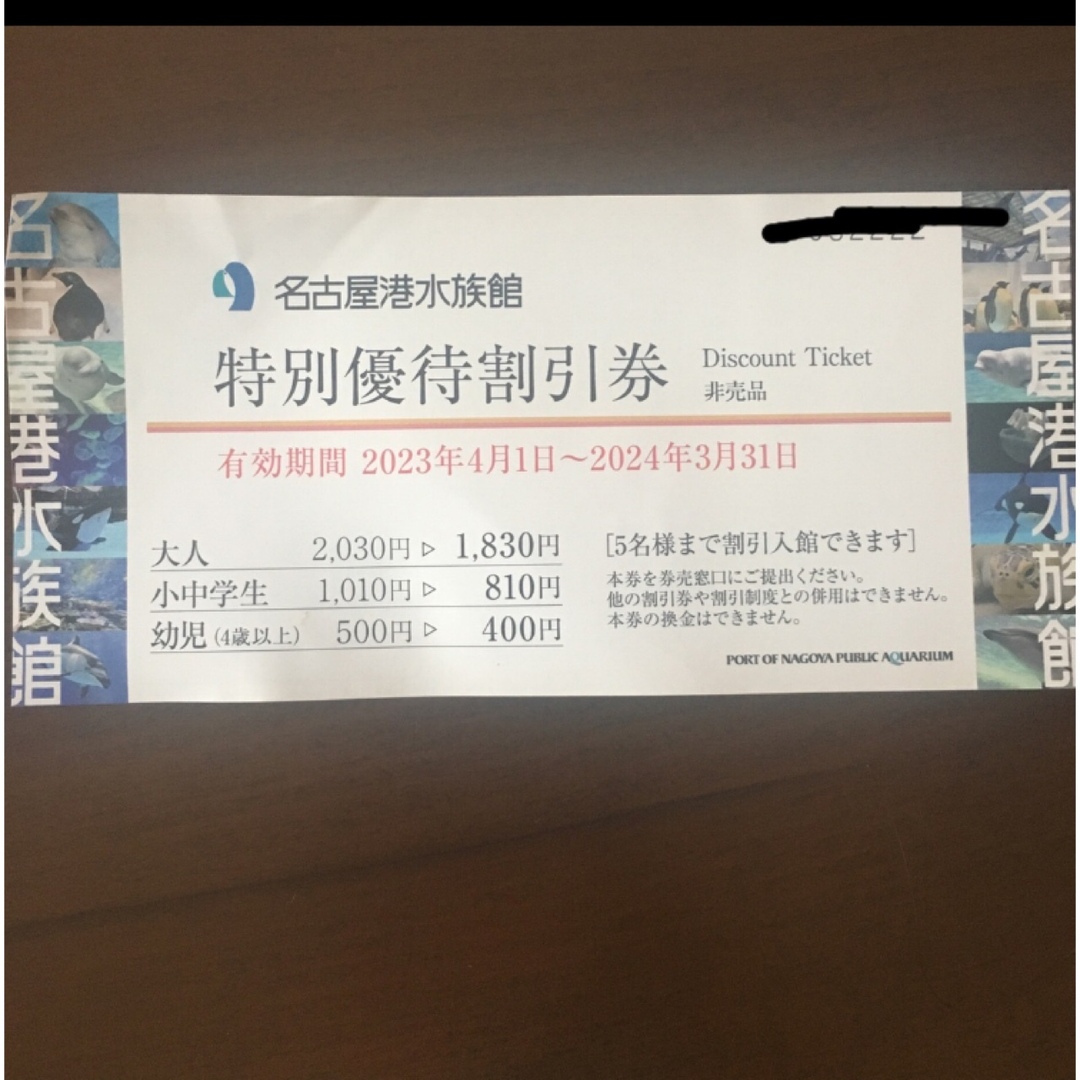 名古屋港水族館
名古屋港水族館
特別優待割引券
Discount Ticket
非売品
有効期間 2023年4月1日〜2024年3月31日
大人 2,030円 ▷ 1,830円
小中学生 1,010円 ▷ 810円
幼児(4歳以上) 500円 ▷ 400円
[5名様まで割引入館できます]
本券を券売窓口にご提出ください。
他の割引券や割引制度との併用はできません。
本券の換金はできません。
PORT OF NAGOYA PUBLIC AQUARIUM
名古屋港水族館